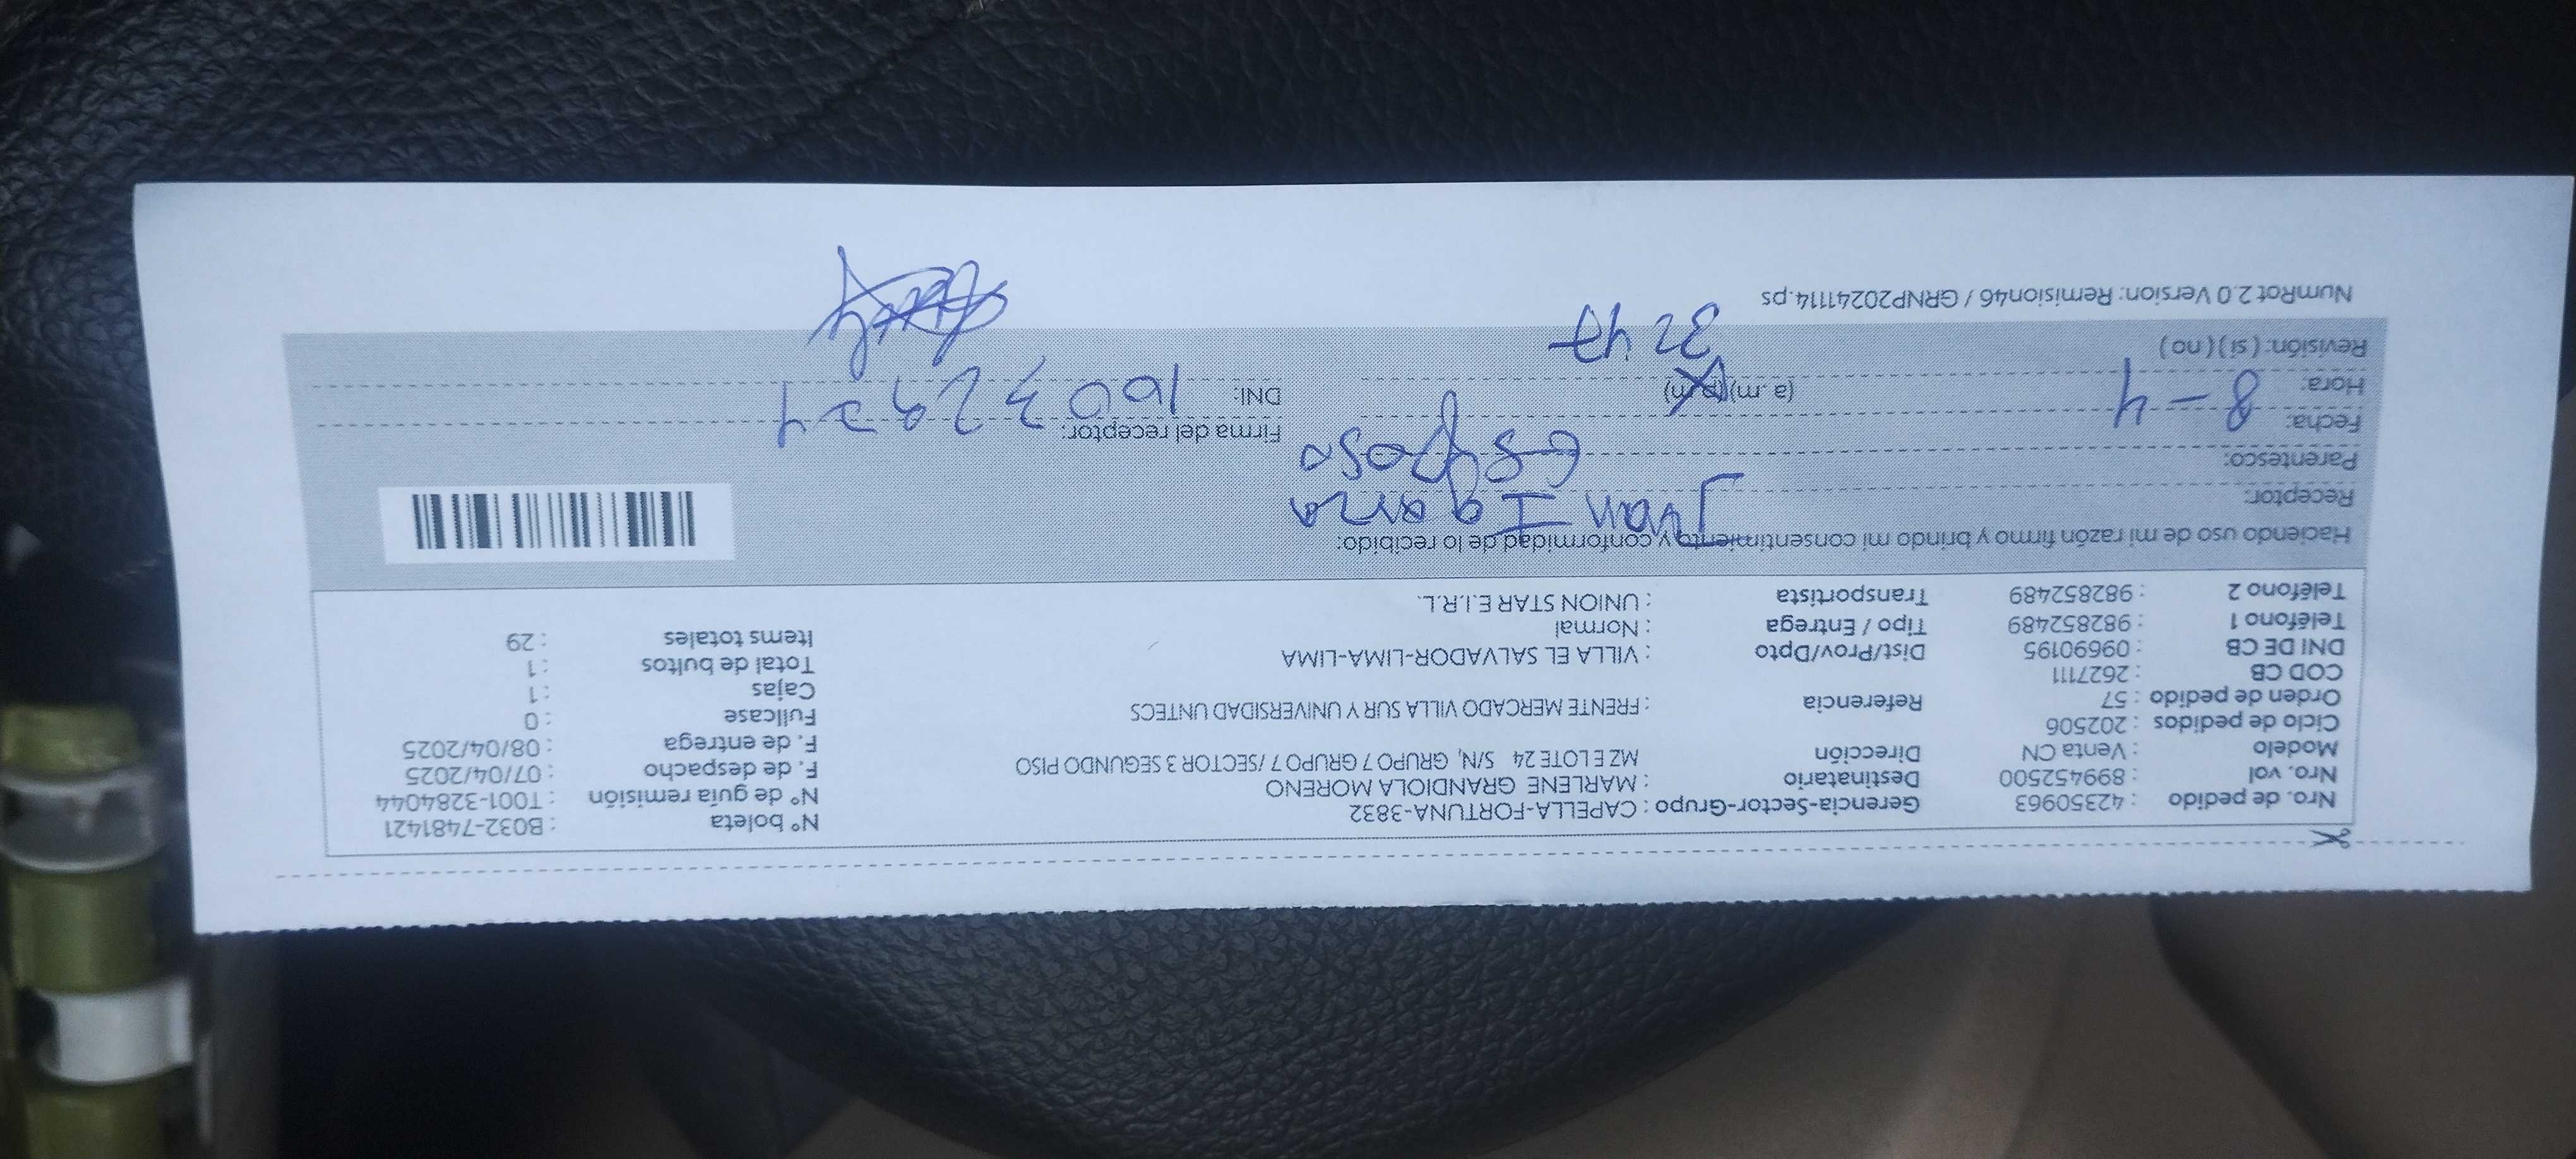 Nro. de pedido : 42350963 Gerencia-Sector-Grupo : CAPELLA-FORTUNA-3832 N° boleta : B032-7481421
Nro. vol : 899452500 Destinatario : MARLENE GRANDIOLA MORENO N° de guía remisión : T001-3284044
Modelo : Venta CN Dirección MZ E LOTE 24 S/N, GRUPO 7 GRUPO 7 /SECTOR 3 SEGUNDO PISO F. de despacho : 07/04/2025
Ciclo de pedidos : 202506 F. de entrega : 08/04/2025
Orden de pedido : 57 Referencia : FRENTE MERCADO VILLA SUR Y UNIVERSIDAD UNTECS Fullcase : 0
COD CB : 2627111 Cajas : 1
DNI DE CB : 09690195 Dist/Prov/Dpto : VILLA EL SALVADOR-LIMA-LIMA Total de bultos : 1
Teléfono 1 : 982852489 Tipo / Entrega : Normal Items totales : 29
Teléfono 2 : 982852489 Transportista : UNION STAR E.I.R.L.
Haciendo uso de mi razón firmo y brindo mi consentimiento y conformidad de lo recibido:
Receptor: Juan
Parentesco: Esposo
Fecha: 8-4 Firma del receptor:
Hora: (a.m) (p.m) DNI:
Revisión: (si) (no) 3247
NumRot 2.0 Version: Remision46 / GRNP20241114.ps